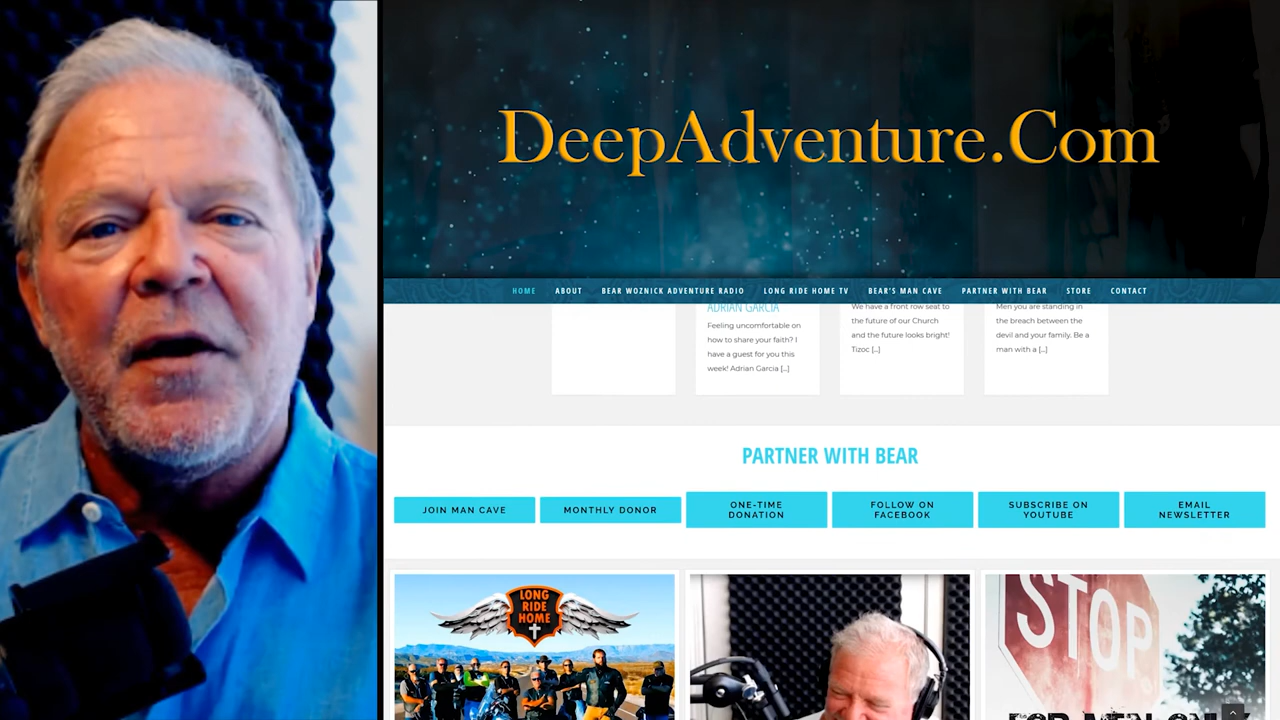 DeepAdventure.Com
HOME ABOUT BEAR WOZNICK ADVENTURE RADIO LONG RIDE HOME TV BEAR'S MAN CAVE PARTNER WITH BEAR STORE CONTACT
ADRIAN GARCIA
Feeling uncomfortable on
how to share your faith? I
have a guest for you this
week! Adrian Garcia [...]
We have a front row seat to
the future of our Church
and the future looks bright!
Tizoc [...]
Men you are standing in
the breach between the
devil and your family. Be a
man with a [...]
PARTNER WITH BEAR
JOIN MAN CAVE
MONTHLY DONOR
ONE-TIME
DONATION
FOLLOW ON
FACEBOOK
SUBSCRIBE ON
YOUTUBE
EMAIL
NEWSLETTER
LONG
RIDE
HOME
STOP
FOR MEN ONLY